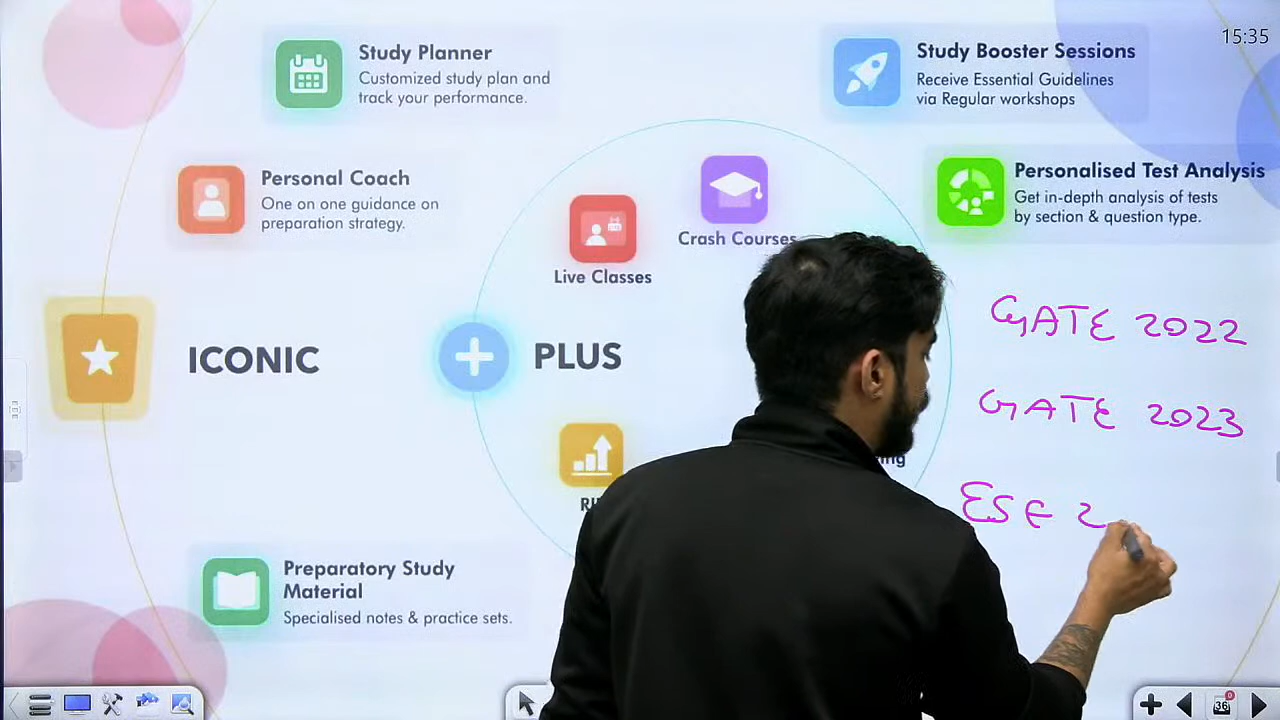 15:35
Study Planner
Customized study plan and
track your performance.
Study Booster Sessions
Receive Essential Guidelines
via Regular workshops
Personal Coach
One on one guidance on
preparation strategy.
Live Classes
Crash Courses
Personalised Test Analysis
Get in-depth analysis of tests
by section & question type.
ICONIC
PLUS
GATE 2022
GATE 2023
ESE 2
Preparatory Study
Material
Specialised notes & practice sets.
36
0